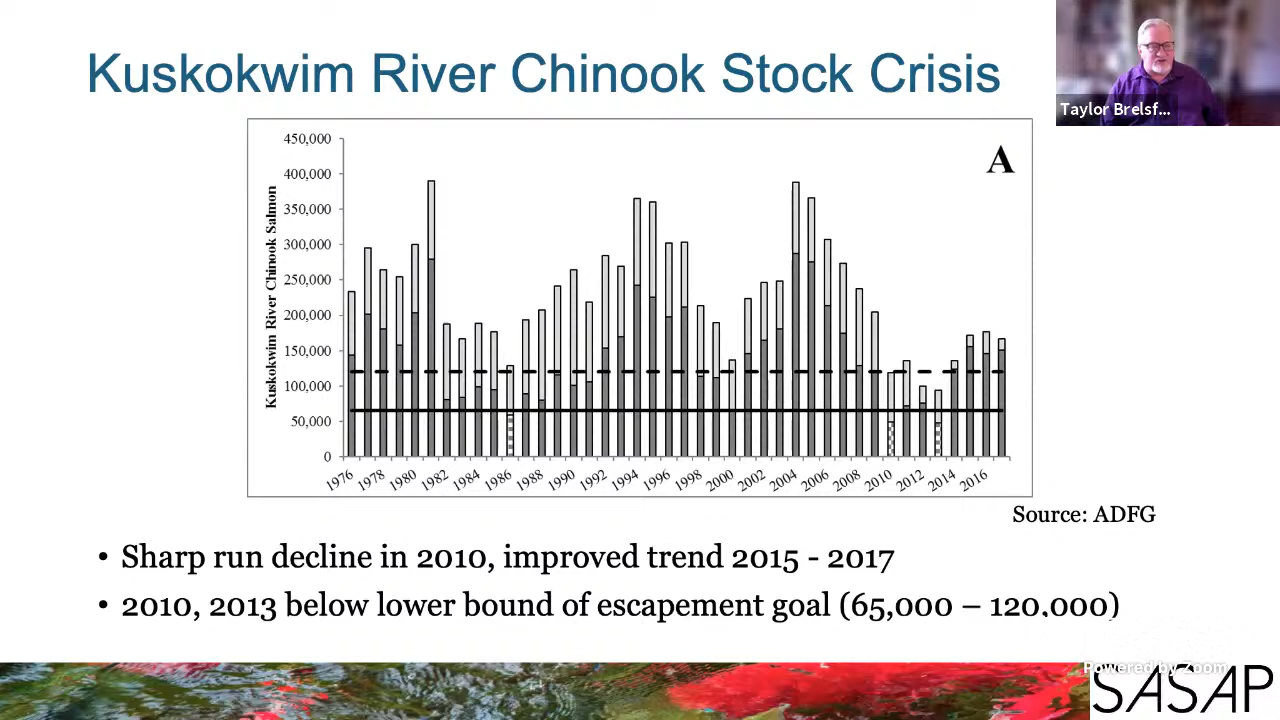 Kuskokwim River Chinook Stock Crisis
Taylor Brelsf...
A
Kuskokwim River Chinook Salmon
450,000
400,000
350,000
300,000
250,000
200,000
150,000
100,000
50,000
0
1976 1978 1980 1982 1984 1986 1988 1990 1992 1994 1996 1998 2000 2002 2004 2006 2008 2010 2012 2014 2016
Source: ADFG
• Sharp run decline in 2010, improved trend 2015 - 2017
• 2010, 2013 below lower bound of escapement goal (65,000 – 120,000)
Powered by Zoom
SASAP